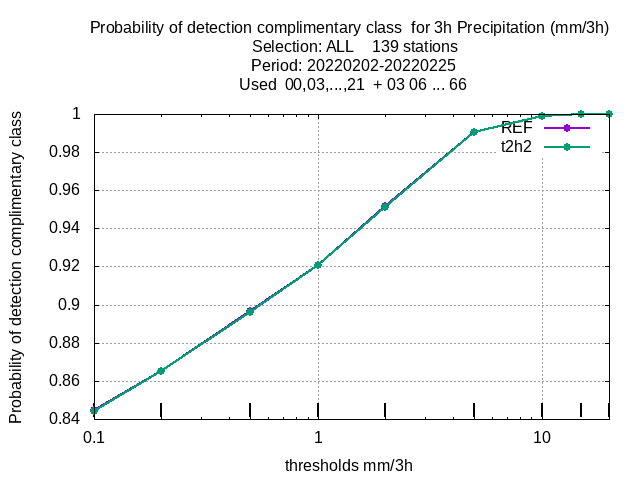 Probability of detection complimentary class  for 3h Precipitation (mm/3h)
Selection: ALL    139 stations
Period: 20220202-20220225
Used  00,03,...,21  + 03 06 ... 66
Probability of detection complimentary class
1
0.98
0.96
0.94
0.92
0.9
0.88
0.86
0.84
REF
t2h2
0.1
1
10
thresholds mm/3h